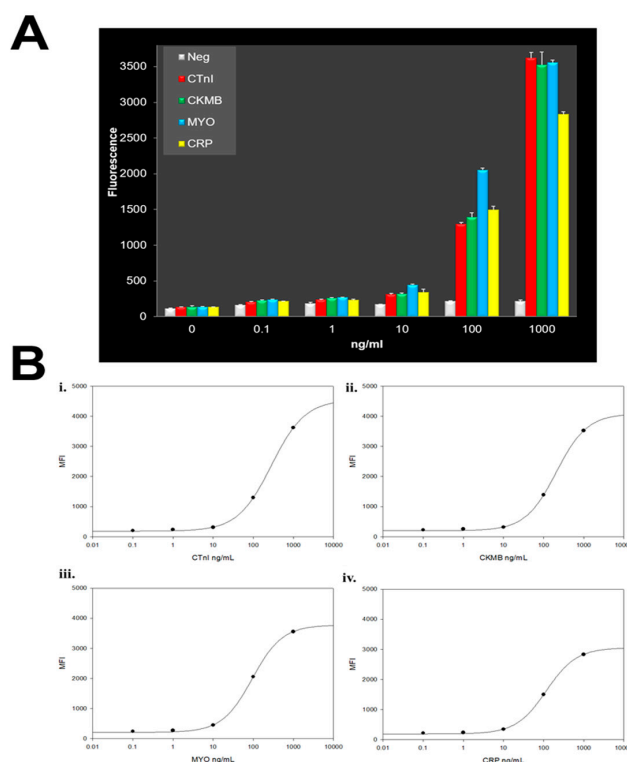 A
Neg
CTnI
CKMB
MYO
CRP
Fluorescence
3500
3000
2500
2000
1500
1000
500
0
0 0.1 1 10 100 1000
ng/ml
B
i.
5000
4000
3000
2000
1000
0
MFI
0.01 0.1 1 10 100 1000 10000
CTnI ng/mL
ii.
5000
4000
3000
2000
1000
0
MFI
0.01 0.1 1 10 100 1000 10000
CKMB ng/mL
iii.
5000
4000
3000
2000
1000
0
MFI
0.01 0.1 1 10 100 1000 10000
MYO ng/mL
iv.
5000
4000
3000
2000
1000
0
MFI
0.01 0.1 1 10 100 1000 10000
CRP ng/mL